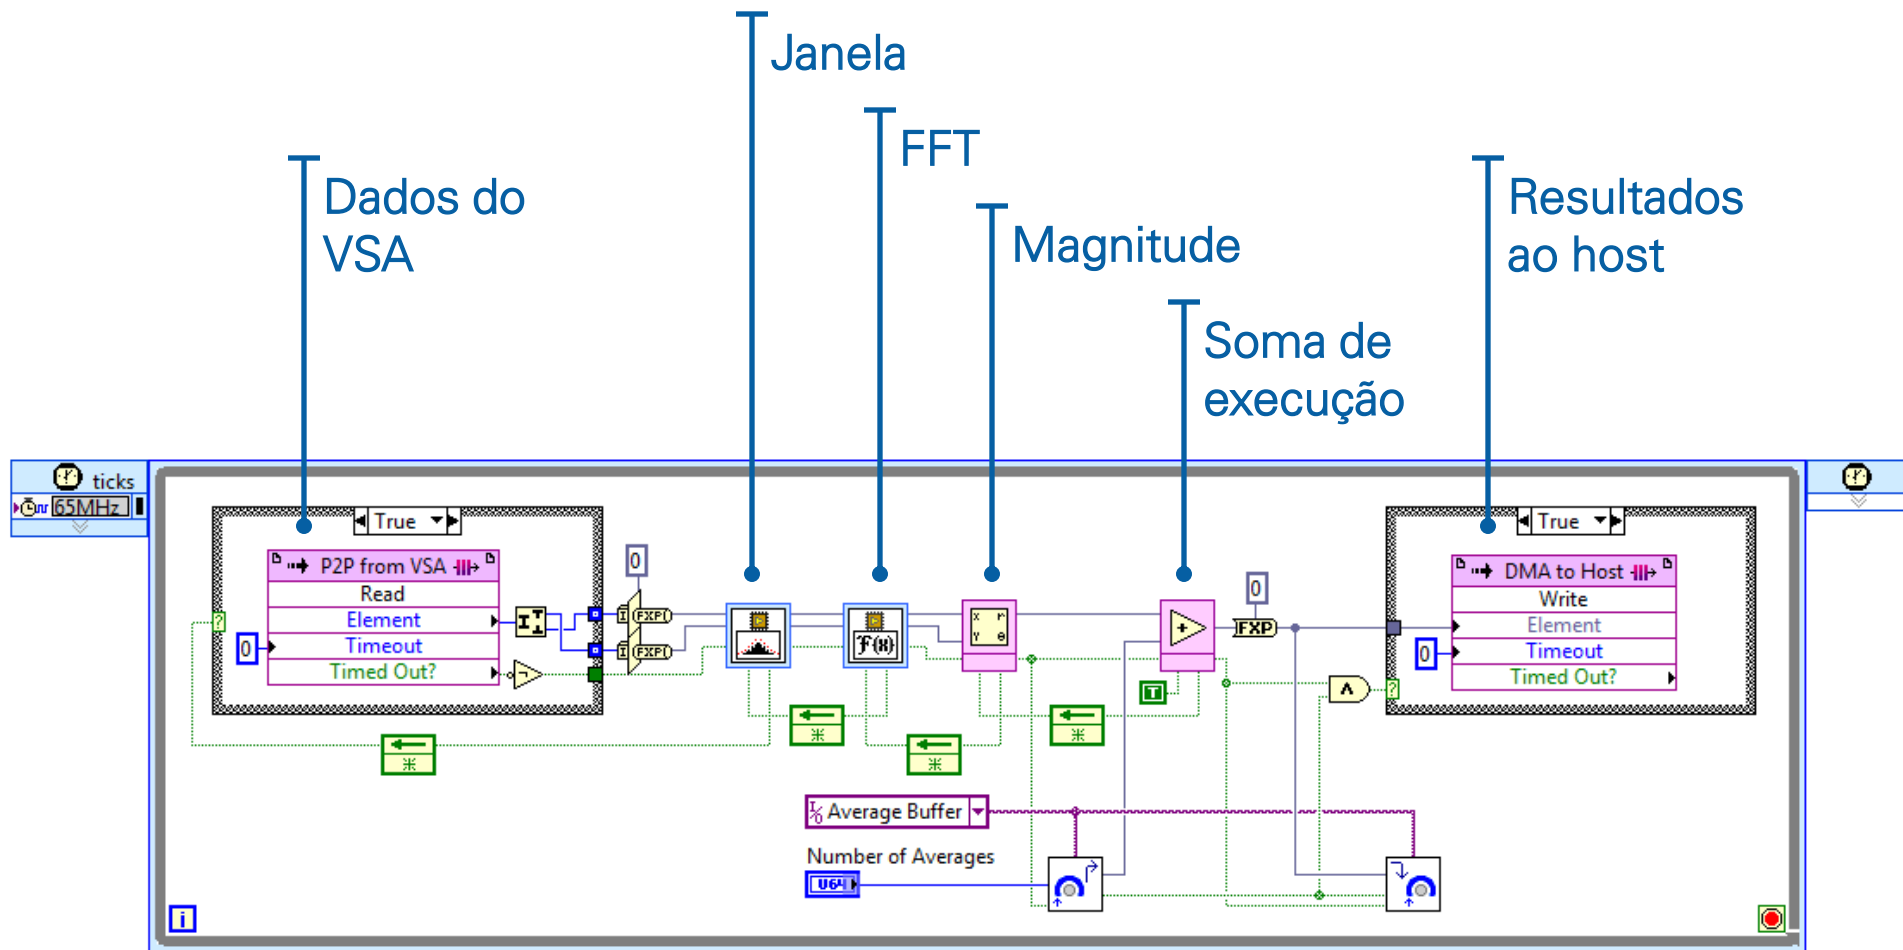 Janela
FFT
Dados do
VSA
Magnitude
Resultados
ao host
Soma de
execução
ticks
65MHz
True
True
P2P from VSA
Read
Element
Timeout
Timed Out?
0
0
I
FXP(
I
FXP(
F(x)
x r
Y θ
+
T
0
FXP
DMA to Host
Write
Element
Timeout
Timed Out?
0
?
?
I/O Average Buffer
Number of Averages
U64
i